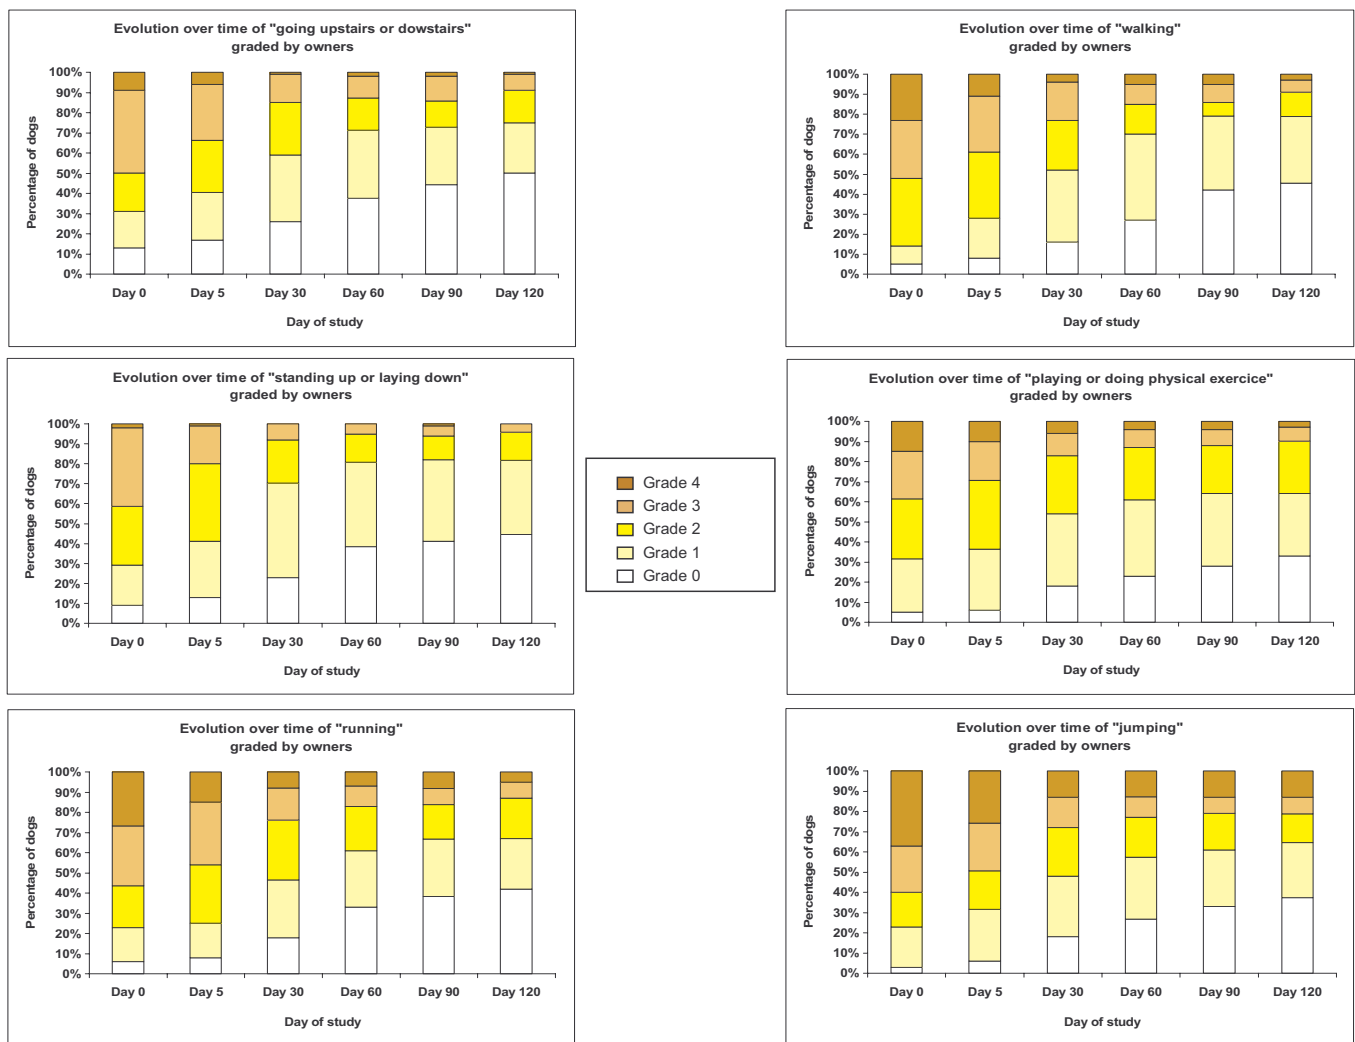 Evolution over time of "going upstairs or dowstairs"
graded by owners
Percentage of dogs
100%
90%
80%
70%
60%
50%
40%
30%
20%
10%
0%
Day 0 Day 5 Day 30 Day 60 Day 90 Day 120
Day of study
Evolution over time of "walking"
graded by owners
Percentage of dogs
100%
90%
80%
70%
60%
50%
40%
30%
20%
10%
0%
Day 0 Day 5 Day 30 Day 60 Day 90 Day 120
Day of study
Evolution over time of "standing up or laying down"
graded by owners
Percentage of dogs
100%
90%
80%
70%
60%
50%
40%
30%
20%
10%
0%
Day 0 Day 5 Day 30 Day 60 Day 90 Day 120
Day of study
Grade 4
Grade 3
Grade 2
Grade 1
Grade 0
Evolution over time of "playing or doing physical exercice"
graded by owners
Percentage of dogs
100%
90%
80%
70%
60%
50%
40%
30%
20%
10%
0%
Day 0 Day 5 Day 30 Day 60 Day 90 Day 120
Day of study
Evolution over time of "running"
graded by owners
Percentage of dogs
100%
90%
80%
70%
60%
50%
40%
30%
20%
10%
0%
Day 0 Day 5 Day 30 Day 60 Day 90 Day 120
Day of study
Evolution over time of "jumping"
graded by owners
Percentage of dogs
100%
90%
80%
70%
60%
50%
40%
30%
20%
10%
0%
Day 0 Day 5 Day 30 Day 60 Day 90 Day 120
Day of study